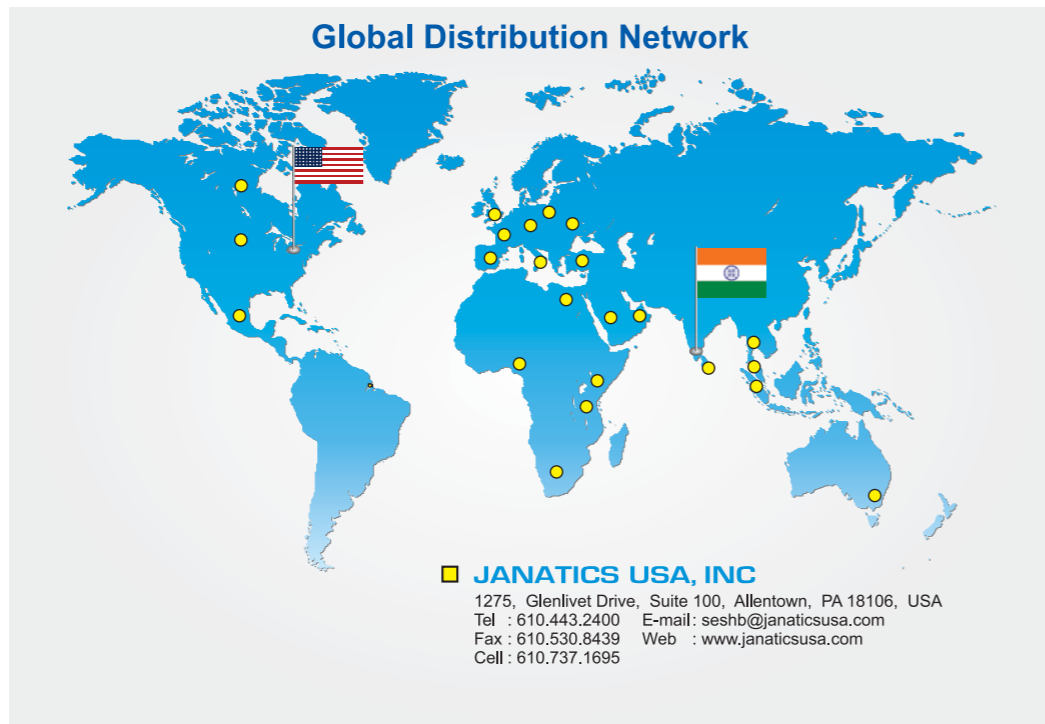 Global Distribution Network
JANATICS USA, INC
1275, Glenlivet Drive, Suite 100, Allentown, PA 18106, USA
Tel : 610.443.2400 E-mail : seshb@janaticsusa.com
Fax : 610.530.8439 Web : www.janaticsusa.com
Cell : 610.737.1695